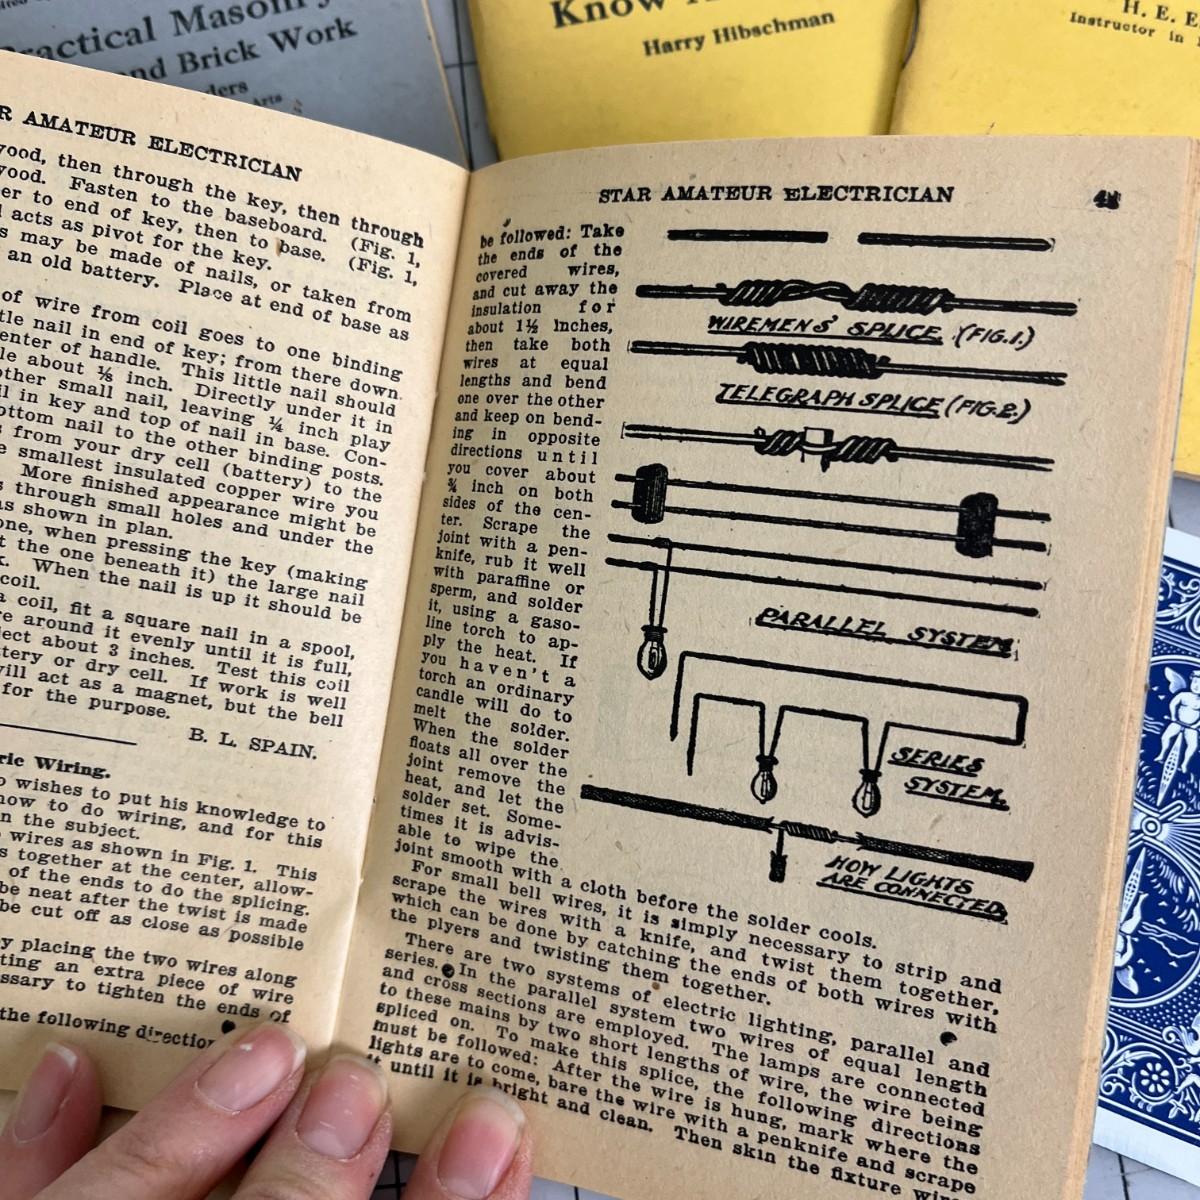 Practical Masonry
and Brick Work
Arts
Know
Harry Hibschman
H. E. E
Instructor in
R AMATEUR ELECTRICIAN
wood, then through the key, then through
wood. Fasten to the baseboard. (Fig. 1,
er to end of key, then to base. (Fig. 1,
acts as pivot for the key.
s may be made of nails, or taken from
an old battery. Place at end of base as
of wire from coil goes to one binding
tle nail in end of key; from there down
enter of handle. This little nail should
le about ⅛ inch. Directly under it in
other small nail, leaving ¼ inch play
il in key and top of nail in base. Con-
ottom nail to the other binding posts.
s from your dry cell (battery) to the
e smallest insulated copper wire you
More finished appearance might be
s through small holes and under the
as shown in plan.
one, when pressing the key (making
t the one beneath it) the large nail
k. When the nail is up it should be
coil.
a coil, fit a square nail in a spool,
re around it evenly until it is full,
ject about 3 inches. Test this coil
ttery or dry cell. If work is well
will act as a magnet, but the bell
for the purpose.
B. L. SPAIN.
ric Wiring.
o wishes to put his knowledge to
how to do wiring, and for this
n the subject.
wires as shown in Fig. 1. This
s together at the center, allow-
of the ends to do the splicing.
be neat after the twist is made
be cut off as close as possible
y placing the two wires along
ting an extra piece of wire
ssary to tighten the ends of
the following direction
STAR AMATEUR ELECTRICIAN
be followed: Take
the ends of the
covered wires,
and cut away the
insulation for
about 1½ inches,
then take both
wires at equal
lengths and bend
one over the other
and keep on bend-
ing in opposite
directions until
you cover about
¾ inch on both
sides of the cen-
ter. Scrape the
joint with a pen-
knife, rub it well
with paraffine or
sperm, and solder
it, using a gaso-
line torch to ap-
ply the heat. If
you haven't a
torch an ordinary
candle will do to
melt the solder.
When the solder
floats all over the
joint remove the
heat, and let the
solder set. Some-
times it is advis-
able to wipe the
joint smooth with a cloth before the solder cools.
For small bell wires, it is simply necessary to strip and
scrape the wires with a knife, and twist them together,
which can be done by catching the ends of both wires with
the plyers and twisting them together.
There are two systems of electric lighting, parallel and
series. In the parallel system two wires of equal length
and cross sections are employed. The lamps are connected
to these mains by two short lengths of wire, the wire being
spliced on. To make this splice, the following directions
must be followed: After the wire is hung, mark where the
lights are to come, bare the wire with a penknife and scrape
it until it is bright and clean. Then skin the fixture wir
WIREMENS' SPLICE. (FIG. 1.)
TELEGRAPH SPLICE (FIG. 2.)
PARALLEL SYSTEM.
SERIES
SYSTEM.
HOW LIGHTS
ARE CONNECTED.